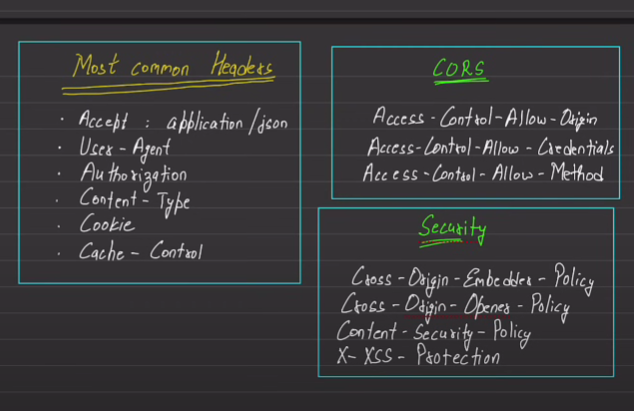 Most common Headers
· Accept : application/json
· User - Agent
· Authorization
· Content - Type
· Cookie
· Cache - Control
CORS
Access - Control - Allow - Origin
Access - Control - Allow - Credentials
Access - Control - Allow - Method
Security
Cross - Origin - Embedder - Policy
Cross - Origin - Opener - Policy
Content - Security - Policy
X - XSS - Protection